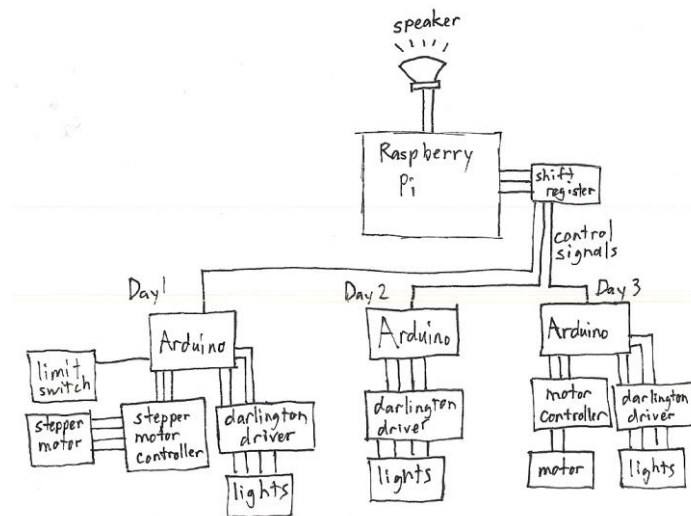 speaker
Raspberry
Pi
shift
register
control
signals
Day 1
Day 2
Day 3
Arduino
Arduino
Arduino
limit
switch
stepper
motor
stepper
motor
controller
darlington
driver
lights
darlington
driver
lights
motor
controller
motor
darlington
driver
lights